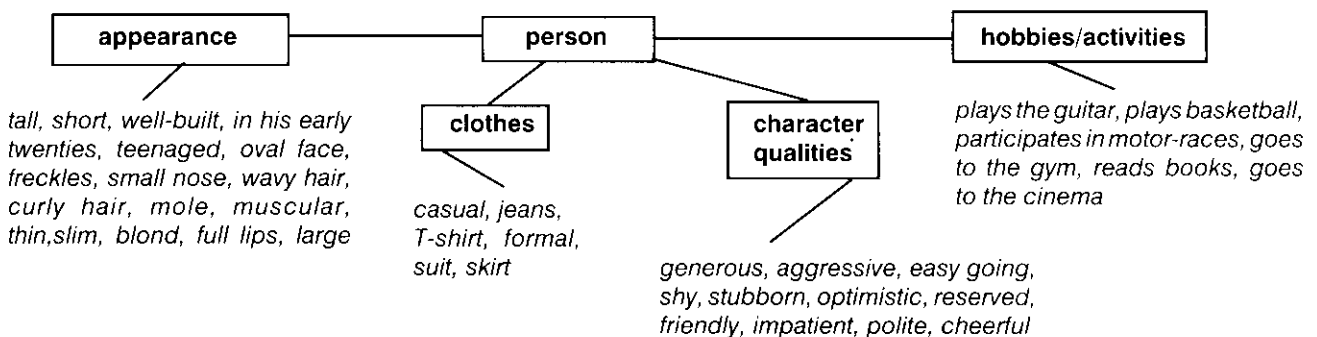 appearance
person
hobbies/activities
tall, short, well-built, in his early
twenties, teenaged, oval face,
freckles, small nose, wavy hair,
curly hair, mole, muscular,
thin,slim, blond, full lips, large
clothes
casual, jeans,
T-shirt, formal,
suit, skirt
character
qualities
generous, aggressive, easy going,
shy, stubborn, optimistic, reserved,
friendly, impatient, polite, cheerful
plays the guitar, plays basketball,
participates in motor-races, goes
to the gym, reads books, goes
to the cinema